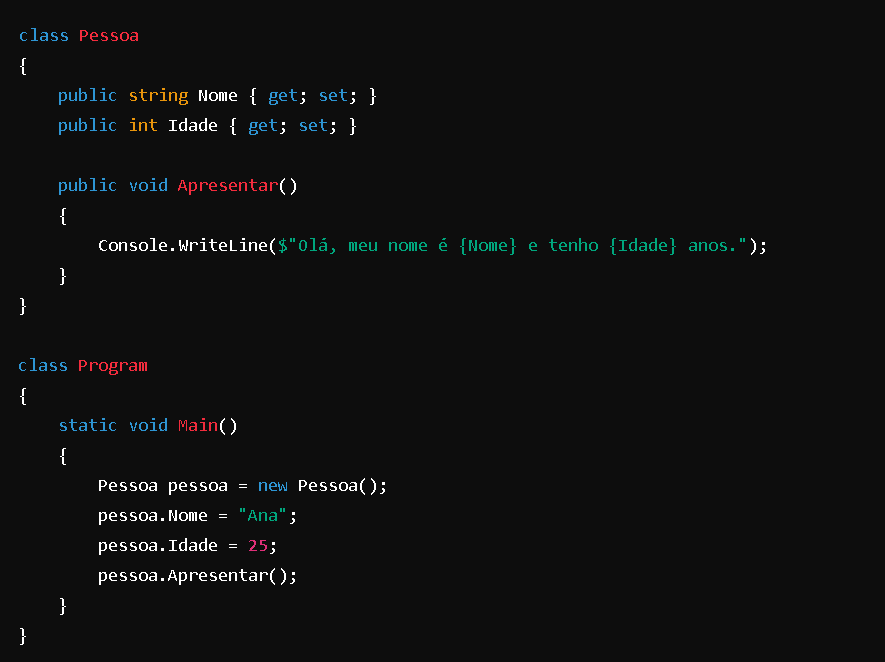 class Pessoa
{
    public string Nome { get; set; }
    public int Idade { get; set; }

    public void Apresentar()
    {
        Console.WriteLine($"Olá, meu nome é {Nome} e tenho {Idade} anos.");
    }
}

class Program
{
    static void Main()
    {
        Pessoa pessoa = new Pessoa();
        pessoa.Nome = "Ana";
        pessoa.Idade = 25;
        pessoa.Apresentar();
    }
}